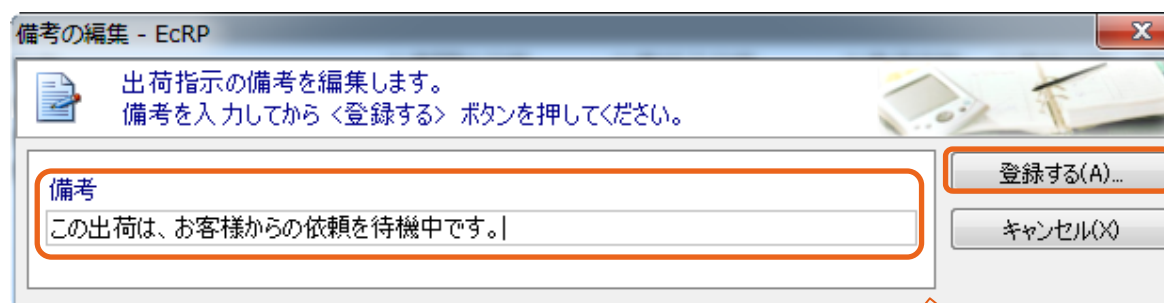 備考の編集 - EcRP
出荷指示の備考を編集します。
備考を入力してから <登録する> ボタンを押してください。
備考
この出荷は、お客様からの依頼を待機中です。
登録する(A)...
キャンセル(X)